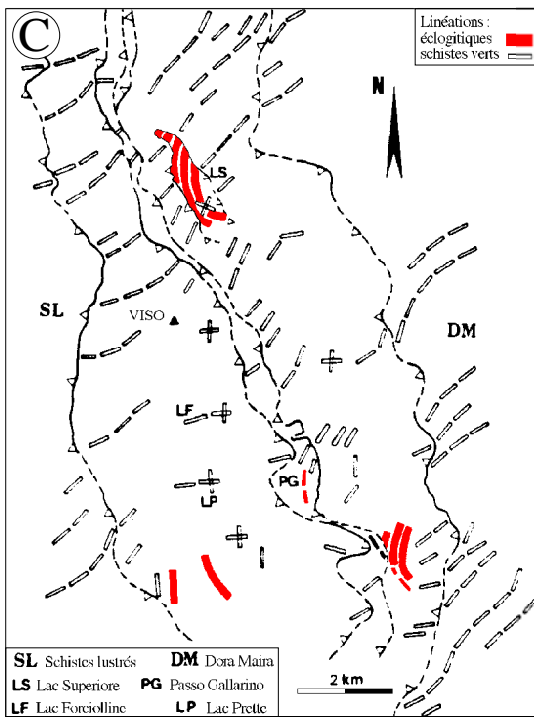 C
Linéations :
éclogitiques
schistes verts
N
LS
SL
VISO
DM
LF
LP
PG
SL Schistes lustrés DM Dora Maira
LS Lac Superiore PG Passo Gallarino
LF Lac Forciolline LP Lac Prette
2 km